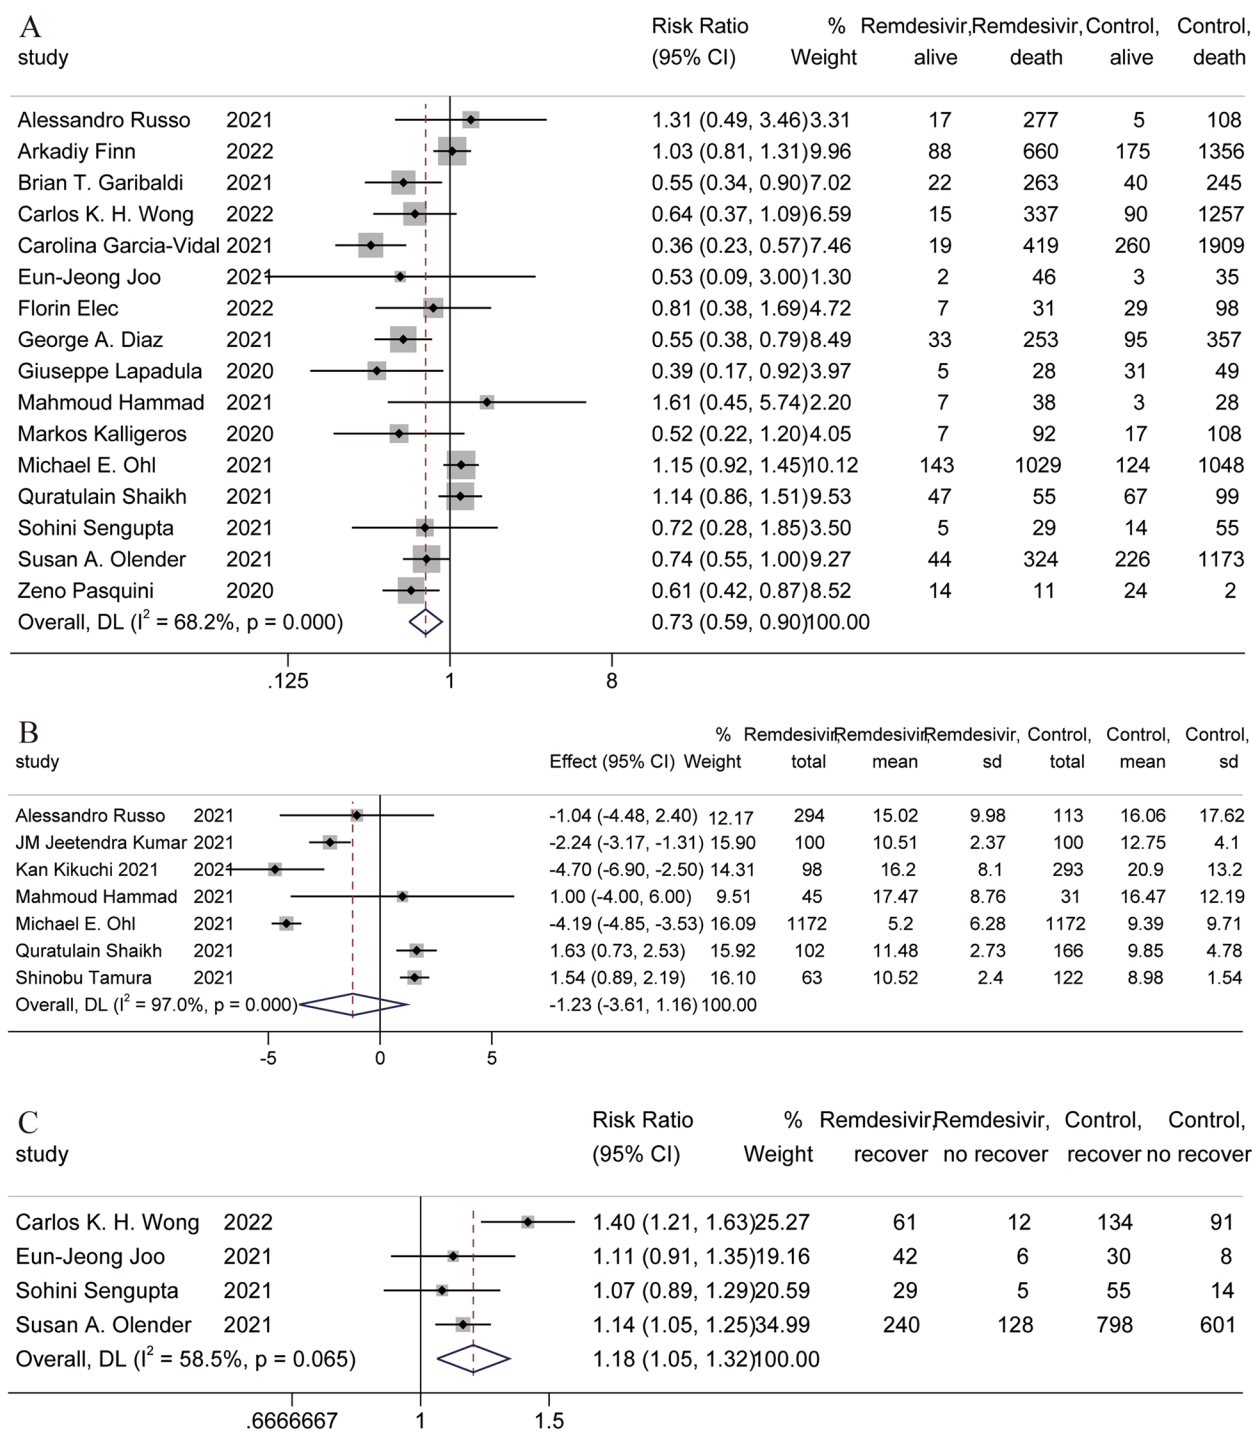 A
Risk Ratio % Remdesivir,Remdesivir, Control, Control,
study (95% CI) Weight alive death alive death
Alessandro Russo 2021 1.31 (0.49, 3.46) 3.31 17 277 5 108
Arkadiy Finn 2022 1.03 (0.81, 1.31) 9.96 88 660 175 1356
Brian T. Garibaldi 2021 0.55 (0.34, 0.90) 7.02 22 263 40 245
Carlos K. H. Wong 2022 0.64 (0.37, 1.09) 6.59 15 337 90 1257
Carolina Garcia-Vidal 2021 0.36 (0.23, 0.57) 7.46 19 419 260 1909
Eun-Jeong Joo 2021 0.53 (0.09, 3.00) 1.30 2 46 3 35
Florin Elec 2022 0.81 (0.38, 1.69) 4.72 7 31 29 98
George A. Diaz 2021 0.55 (0.38, 0.79) 8.49 33 253 95 357
Giuseppe Lapadula 2020 0.39 (0.17, 0.92) 3.97 5 28 31 49
Mahmoud Hammad 2021 1.61 (0.45, 5.74) 2.20 7 38 3 28
Markos Kalligeros 2020 0.52 (0.22, 1.20) 4.05 7 92 17 108
Michael E. Ohl 2021 1.15 (0.92, 1.45) 10.12 143 1029 124 1048
Quratulain Shaikh 2021 1.14 (0.86, 1.51) 9.53 47 55 67 99
Sohini Sengupta 2021 0.72 (0.28, 1.85) 3.50 5 29 14 55
Susan A. Olender 2021 0.74 (0.55, 1.00) 9.27 44 324 226 1173
Zeno Pasquini 2020 0.61 (0.42, 0.87) 8.52 14 11 24 2
Overall, DL (I² = 68.2%, p = 0.000) 0.73 (0.59, 0.90) 100.00
.125 1 8
B
% Remdesivir, Remdesivir, Remdesivir, Control, Control, Control,
study Effect (95% CI) Weight total mean sd total mean sd
Alessandro Russo 2021 -1.04 (-4.48, 2.40) 12.17 294 15.02 9.98 113 16.06 17.62
JM Jeetendra Kumar 2021 -2.24 (-3.17, -1.31) 15.90 100 10.51 2.37 100 12.75 4.1
Kan Kikuchi 2021 2021 -4.70 (-6.90, -2.50) 14.31 98 16.2 8.1 293 20.9 13.2
Mahmoud Hammad 2021 1.00 (-4.00, 6.00) 9.51 45 17.47 8.76 31 16.47 12.19
Michael E. Ohl 2021 -4.19 (-4.85, -3.53) 16.09 1172 5.2 6.28 1172 9.39 9.71
Quratulain Shaikh 2021 1.63 (0.73, 2.53) 15.92 102 11.48 2.73 166 9.85 4.78
Shinobu Tamura 2021 1.54 (0.89, 2.19) 16.10 63 10.52 2.4 122 8.98 1.54
Overall, DL (I² = 97.0%, p = 0.000) -1.23 (-3.61, 1.16) 100.00
-5 0 5
C
Risk Ratio % Remdesivir, Remdesivir, Control, Control,
study (95% CI) Weight recover no recover recover no recover
Carlos K. H. Wong 2022 1.40 (1.21, 1.63) 25.27 61 12 134 91
Eun-Jeong Joo 2021 1.11 (0.91, 1.35) 19.16 42 6 30 8
Sohini Sengupta 2021 1.07 (0.89, 1.29) 20.59 29 5 55 14
Susan A. Olender 2021 1.14 (1.05, 1.25) 34.99 240 128 798 601
Overall, DL (I² = 58.5%, p = 0.065) 1.18 (1.05, 1.32) 100.00
.6666667 1 1.5